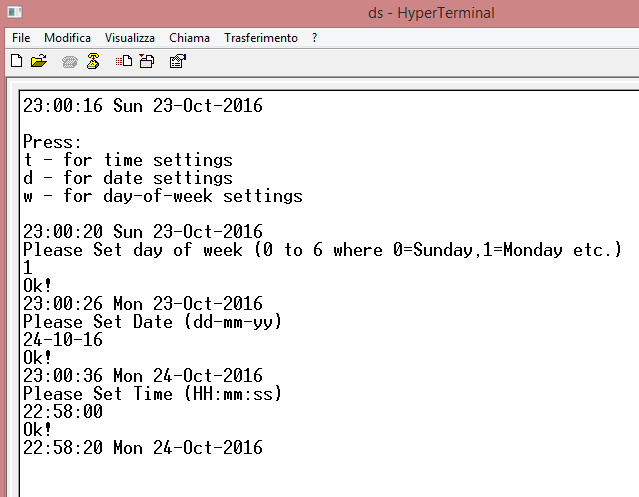 ds - HyperTerminal
File Modifica Visualizza Chiama Trasferimento ?
23:00:16 Sun 23-Oct-2016
Press:
t - for time settings
d - for date settings
w - for day-of-week settings
23:00:20 Sun 23-Oct-2016
Please Set day of week (0 to 6 where 0=Sunday,1=Monday etc.)
1
Ok!
23:00:26 Mon 23-Oct-2016
Please Set Date (dd-mm-yy)
24-10-16
Ok!
23:00:36 Mon 24-Oct-2016
Please Set Time (HH:mm:ss)
22:58:00
Ok!
22:58:20 Mon 24-Oct-2016